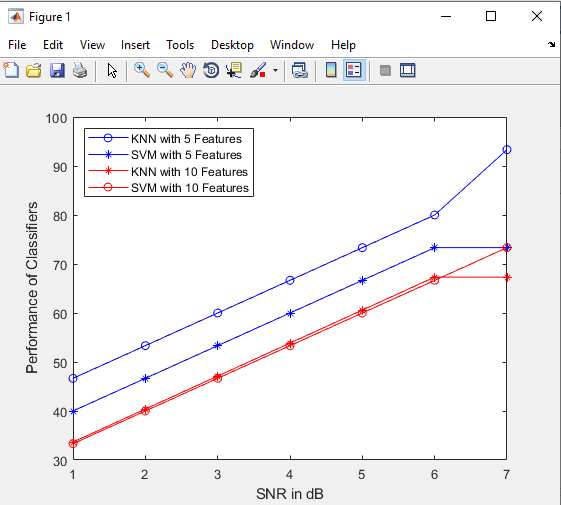 Figure 1
File Edit View Insert Tools Desktop Window Help
100
90
80
70
60
50
40
30
Performance of Classifiers
KNN with 5 Features
SVM with 5 Features
KNN with 10 Features
SVM with 10 Features
1 2 3 4 5 6 7
SNR in dB